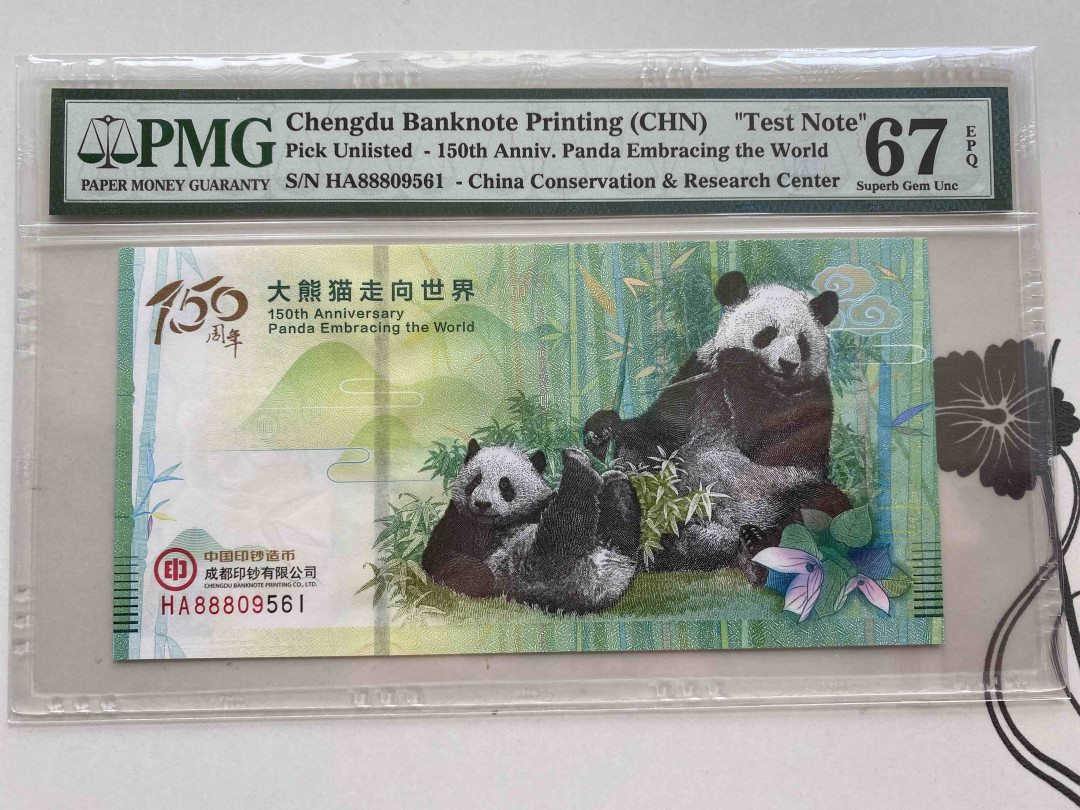 PMG
PAPER MONEY GUARANTY
Chengdu Banknote Printing (CHN) "Test Note"
Pick Unlisted - 150th Anniv. Panda Embracing the World
S/N HA88809561 - China Conservation & Research Center
67
EPQ
Superb Gem Unc
150
周年
大熊猫走向世界
150th Anniversary
Panda Embracing the World
印
中国印钞造币
成都印钞有限公司
CHENGDU BANKNOTE PRINTING CO., LTD.
HA88809561